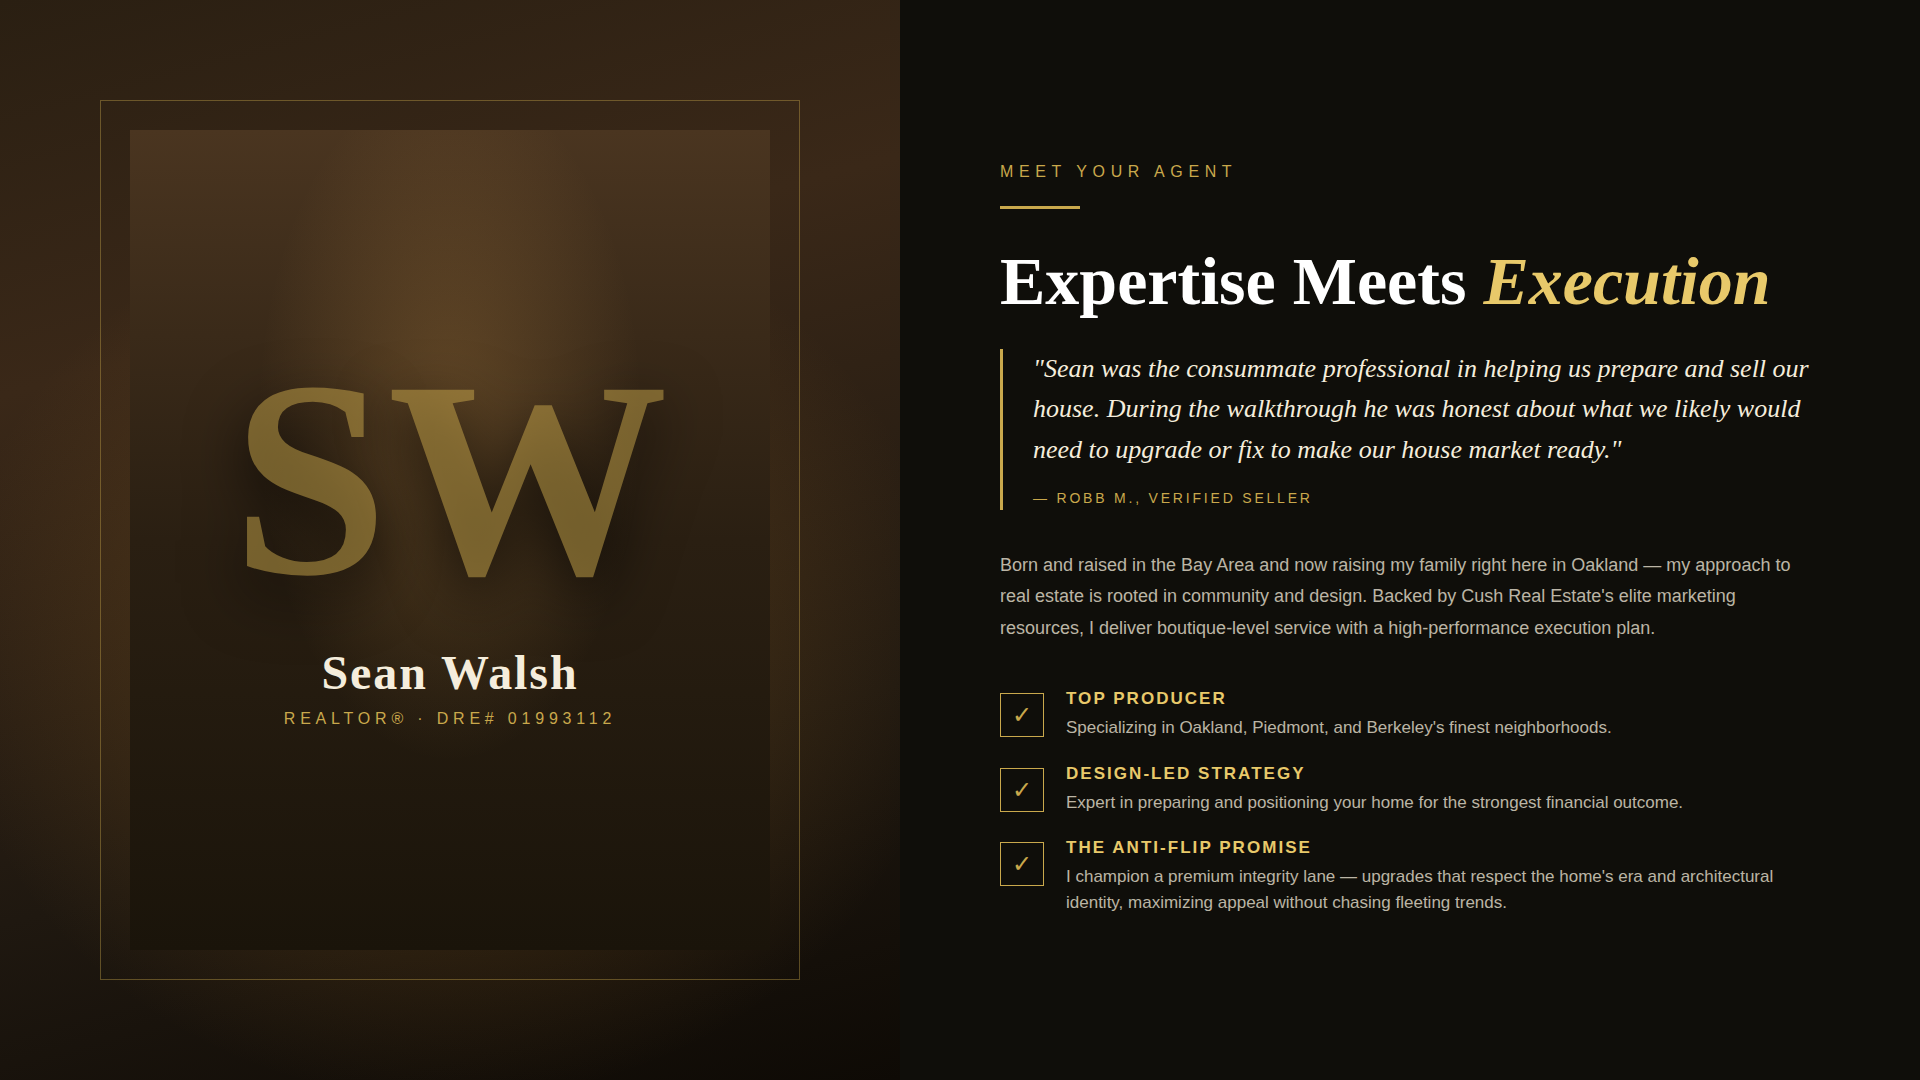 SW
Sean Walsh
REALTOR® · DRE# 01993112
MEET YOUR AGENT
Expertise Meets Execution
"Sean was the consummate professional in helping us prepare and sell our
house. During the walkthrough he was honest about what we likely would
need to upgrade or fix to make our house market ready."
— ROBB M., VERIFIED SELLER
Born and raised in the Bay Area and now raising my family right here in Oakland — my approach to
real estate is rooted in community and design. Backed by Cush Real Estate's elite marketing
resources, I deliver boutique-level service with a high-performance execution plan.
✓
TOP PRODUCER
Specializing in Oakland, Piedmont, and Berkeley's finest neighborhoods.
✓
DESIGN-LED STRATEGY
Expert in preparing and positioning your home for the strongest financial outcome.
✓
THE ANTI-FLIP PROMISE
I champion a premium integrity lane — upgrades that respect the home's era and architectural
identity, maximizing appeal without chasing fleeting trends.